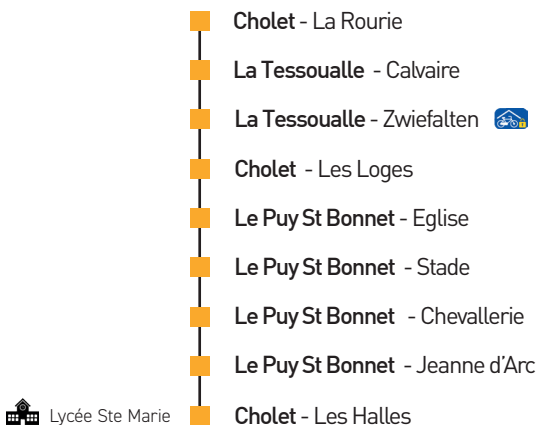 Cholet - La Rourie
La Tessoualle - Calvaire
La Tessoualle - Zwiefalten
Cholet - Les Loges
Le Puy St Bonnet - Eglise
Le Puy St Bonnet - Stade
Le Puy St Bonnet - Chevallerie
Le Puy St Bonnet - Jeanne d'Arc
Lycée Ste Marie Cholet - Les Halles